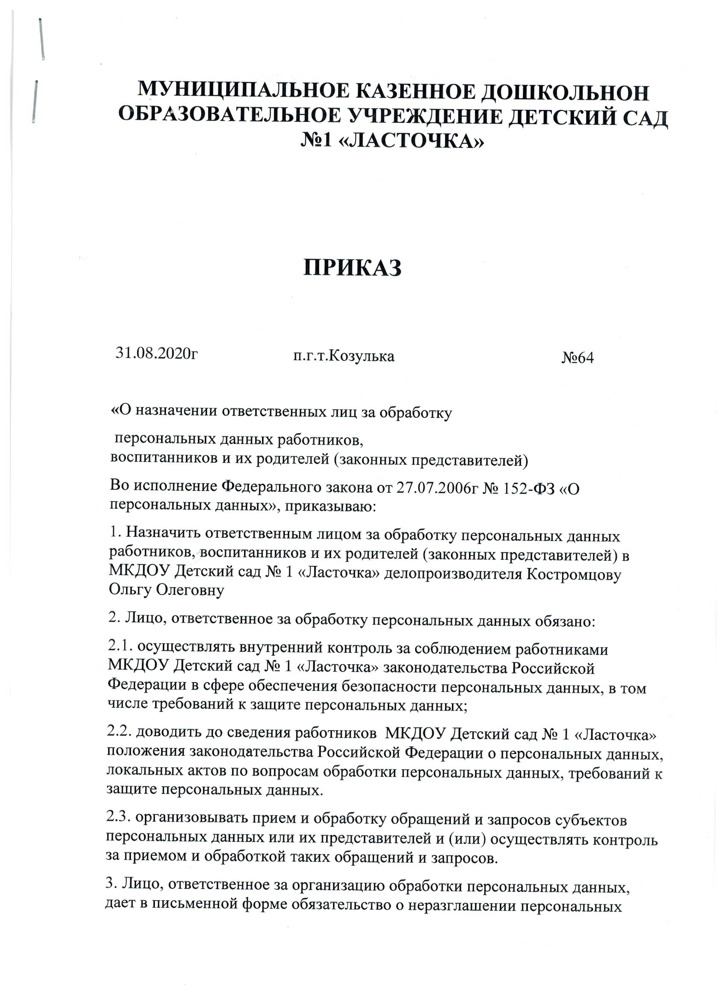 МУНИЦИПАЛЬНОЕ КАЗЕННОЕ ДОШКОЛЬНОН
ОБРАЗОВАТЕЛЬНОЕ УЧРЕЖДЕНИЕ ДЕТСКИЙ САД
№1 «ЛАСТОЧКА»
ПРИКАЗ
31.08.2020г п.г.т.Козулька №64
«О назначении ответственных лиц за обработку
персональных данных работников,
воспитанников и их родителей (законных представителей)
Во исполнение Федерального закона от 27.07.2006г № 152-ФЗ «О
персональных данных», приказываю:
1. Назначить ответственным лицом за обработку персональных данных
работников, воспитанников и их родителей (законных представителей) в
МКДОУ Детский сад № 1 «Ласточка» делопроизводителя Костромцову
Ольгу Олеговну
2. Лицо, ответственное за обработку персональных данных обязано:
2.1. осуществлять внутренний контроль за соблюдением работниками
МКДОУ Детский сад № 1 «Ласточка» законодательства Российской
Федерации в сфере обеспечения безопасности персональных данных, в том
числе требований к защите персональных данных;
2.2. доводить до сведения работников МКДОУ Детский сад № 1 «Ласточка»
положения законодательства Российской Федерации о персональных данных,
локальных актов по вопросам обработки персональных данных, требований к
защите персональных данных.
2.3. организовывать прием и обработку обращений и запросов субъектов
персональных данных или их представителей и (или) осуществлять контроль
за приемом и обработкой таких обращений и запросов.
3. Лицо, ответственное за организацию обработки персональных данных,
дает в письменной форме обязательство о неразглашении персональных